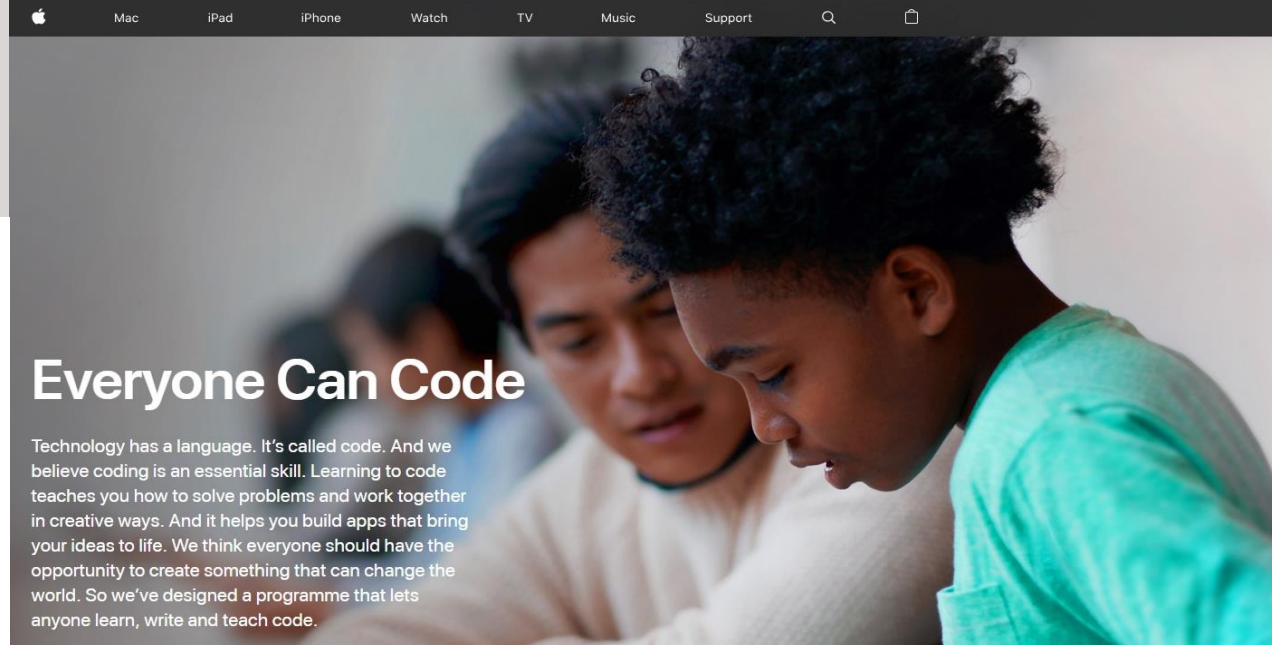 Mac iPad iPhone Watch TV Music Support
Everyone Can Code
Technology has a language. It’s called code. And we
believe coding is an essential skill. Learning to code
teaches you how to solve problems and work together
in creative ways. And it helps you build apps that bring
your ideas to life. We think everyone should have the
opportunity to create something that can change the
world. So we’ve designed a programme that lets
anyone learn, write and teach code.